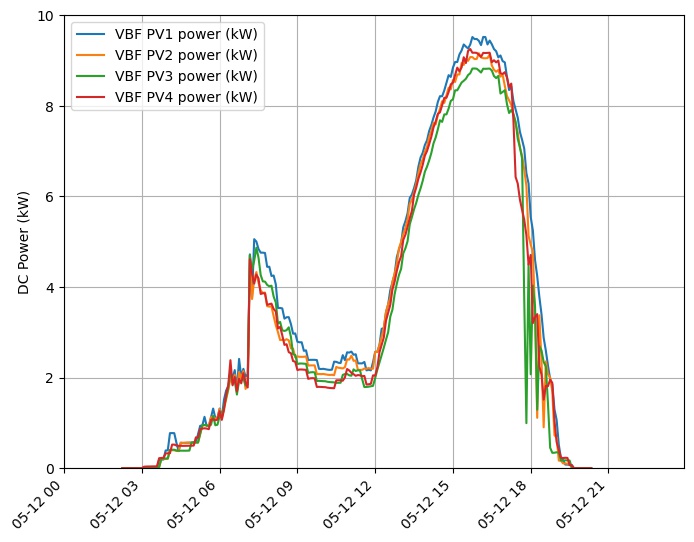 VBF PV1 power (kW)
VBF PV2 power (kW)
VBF PV3 power (kW)
VBF PV4 power (kW)
DC Power (kW)
10
8
6
4
2
0
05-12 00
05-12 03
05-12 06
05-12 09
05-12 12
05-12 15
05-12 18
05-12 21